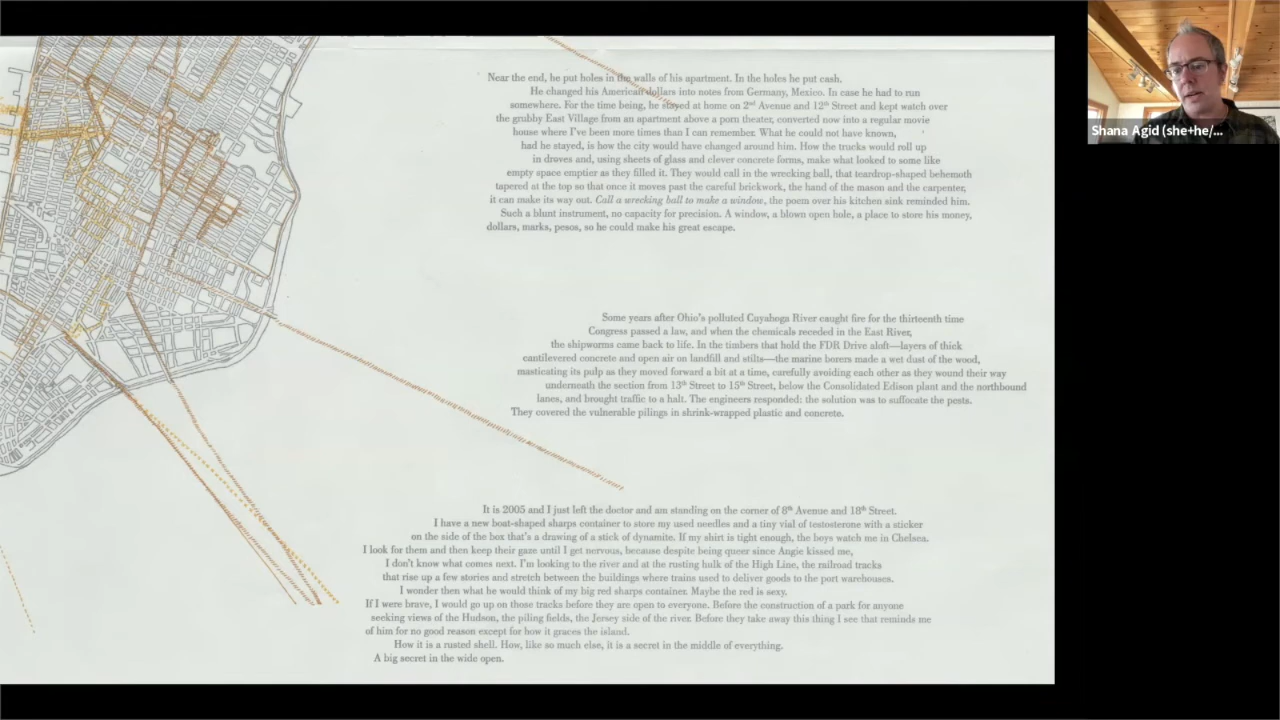 Near the end, he put holes in the walls of his apartment. In the holes he put cash.
He changed his American dollars into notes from Germany, Mexico. In case he had to run
somewhere. For the time being, he stayed at home on 2nd Avenue and 12th Street and kept watch over
the grubby East Village from an apartment above a porn theater, converted now into a regular movie
house where I've been more times than I can remember. What he could not have known,
had he stayed, is how the city would have changed around him. How the trucks would roll up
in droves and, using sheets of glass and clever concrete forms, make what looked to some like
empty space emptier as they filled it. They would call in the wrecking ball, that teardrop-shaped behemoth
tapered at the top so that once it moves past the careful brickwork, the hand of the mason and the carpenter,
it can make its way out. Call a wrecking ball to make a window, the poem over his kitchen sink reminded him.
Such a blunt instrument, no capacity for precision. A window, a blown open hole, a place to store his money,
dollars, marks, pesos, so he could make his great escape.
Some years after Ohio's polluted Cuyahoga River caught fire for the thirteenth time
Congress passed a law, and when the chemicals receded in the East River,
the shipworms came back to life. In the timbers that hold the FDR Drive aloft—layers of thick
cantilevered concrete and open air on landfill and stilts—the marine borers made a wet dust of the wood,
masticating its pulp as they moved forward a bit at a time, carefully avoiding each other as they wound their way
underneath the section from 13th Street to 15th Street, below the Consolidated Edison plant and the northbound
lanes, and brought traffic to a halt. The engineers responded: the solution was to suffocate the pests.
They covered the vulnerable pilings in shrink-wrapped plastic and concrete.
It is 2005 and I just left the doctor and am standing on the corner of 8th Avenue and 18th Street.
I have a new boat-shaped sharps container to store my used needles and a tiny vial of testosterone with a sticker
on the side of the box that's a drawing of a stick of dynamite. If my shirt is tight enough, the boys watch me in Chelsea.
I look for them and then keep their gaze until I get nervous, because despite being queer since Angie kissed me,
I don't know what comes next. I'm looking to the river and at the rusting hulk of the High Line, the railroad tracks
that rise up a few stories and stretch between the buildings where trains used to deliver goods to the port warehouses.
I wonder then what he would think of my big red sharps container. Maybe the red is sexy.
If I were brave, I would go up on those tracks before they are open to everyone. Before the construction of a park for anyone
seeking views of the Hudson, the piling fields, the Jersey side of the river. Before they take away this thing I see that reminds me
of him for no good reason except for how it graces the island.
How it is a rusted shell. How, like so much else, it is a secret in the middle of everything.
A big secret in the wide open.
Shana Agid (she+he/...